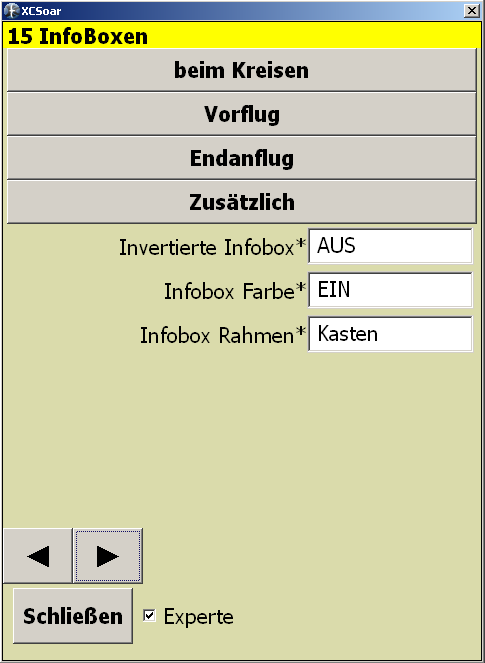 XCSoar
15 InfoBoxen
beim Kreisen
Vorflug
Endanflug
Zusätzlich
Invertierte Infobox* AUS
Infobox Farbe* EIN
Infobox Rahmen* Kasten
Schließen Experte